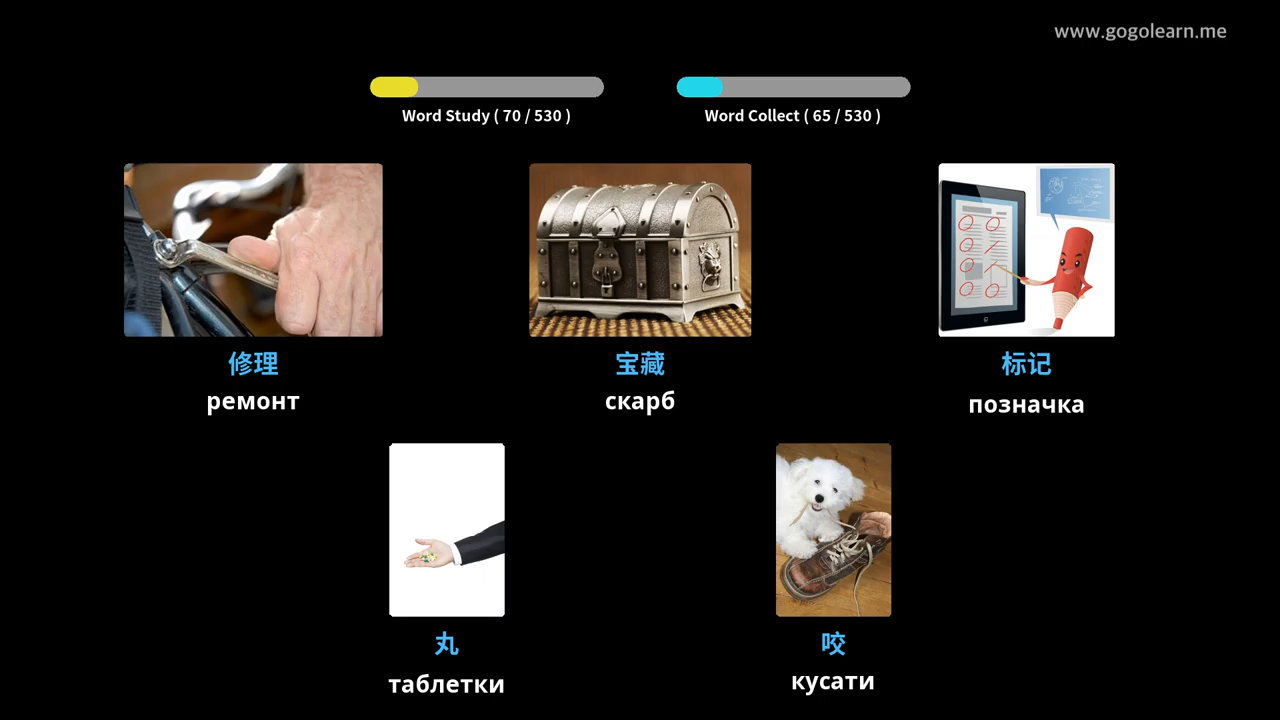 www.gogolearn.me
Word Study ( 70 / 530 )
Word Collect ( 65 / 530 )
修理
ремонт
宝藏
скарб
标记
позначка
丸
таблетки
咬
кусати